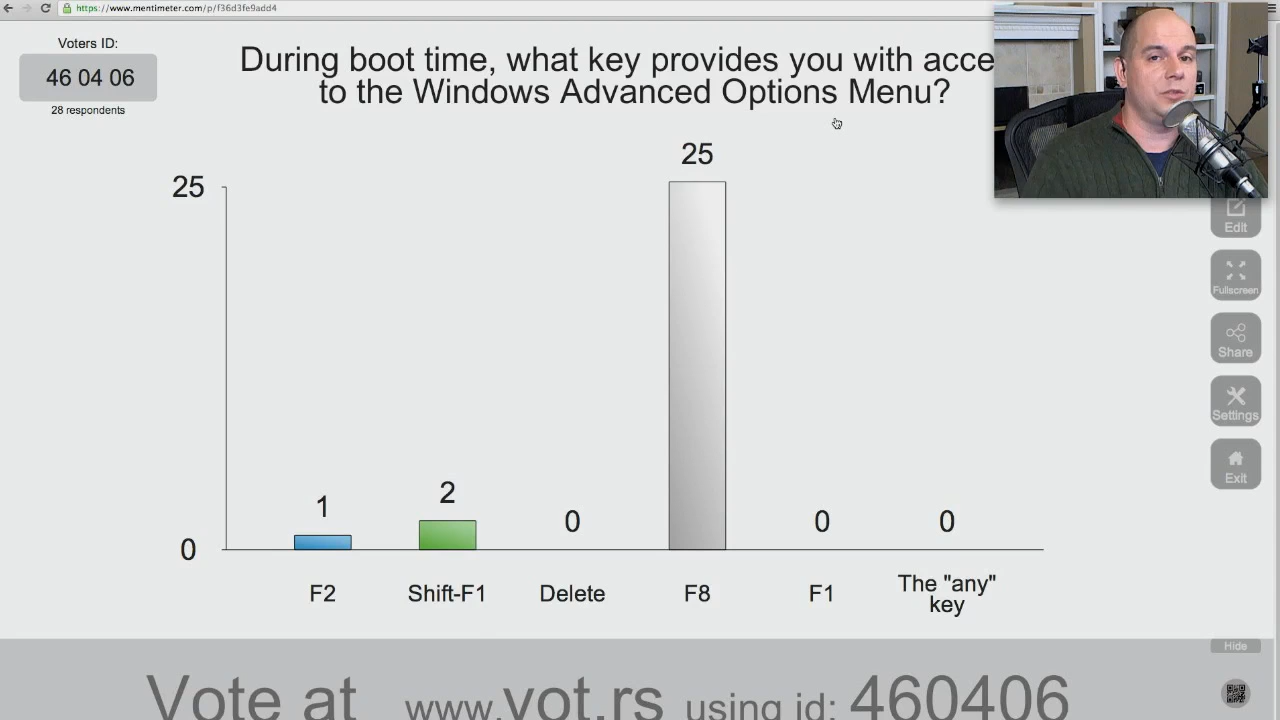 https://www.mentimeter.com/p/f36d3fe9add4
Voters ID:
46 04 06
28 respondents
During boot time, what key provides you with acce
to the Windows Advanced Options Menu?
25
25
1
2
0
0
0
0
F2
Shift-F1
Delete
F8
F1
The "any"
key
Edit
Fullscreen
Share
Settings
Exit
Hide
Vote at www.vot.rs using id: 460406